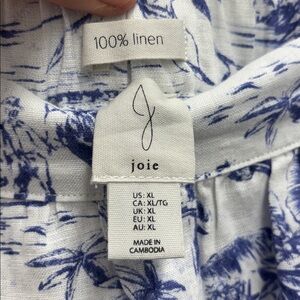 100% linen
J
joie
US: XL
CA: XL/TG
UK: XL
EU: XL
AU: XL
MADE IN
CAMBODIA